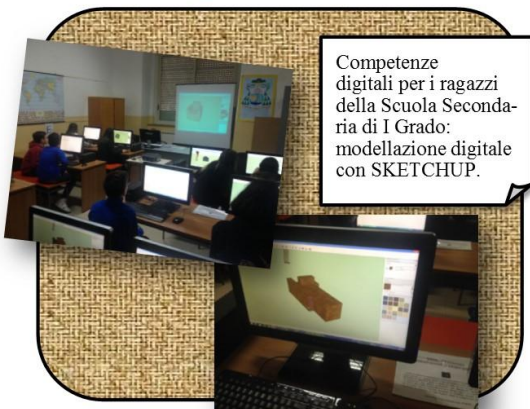 Competenze
digitali per i ragazzi
della Scuola Seconda-
ria di I Grado:
modellazione digitale
con SKETCHUP.